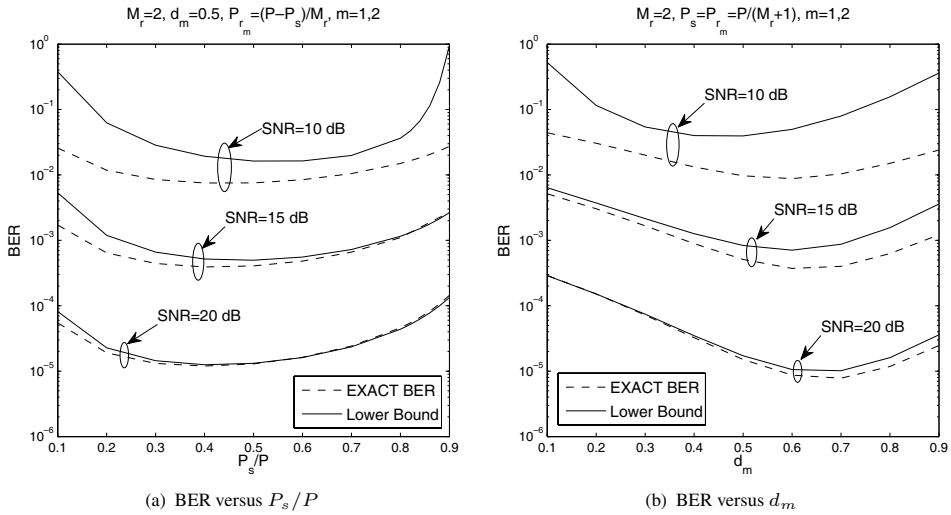 M_r=2, d_m=0.5, P_{r_m}=(P−P_s)/M_r, m=1,2
10^0
10^{−1}
10^{−2}
10^{−3}
10^{−4}
10^{−5}
10^{−6}
BER
SNR=10 dB
SNR=15 dB
SNR=20 dB
EXACT BER
Lower Bound
0.1 0.2 0.3 0.4 0.5 0.6 0.7 0.8 0.9
P_s/P
(a) BER versus P_s/P
M_r=2, P_s=P_{r_m}=P/(M_r+1), m=1,2
10^0
10^{−1}
10^{−2}
10^{−3}
10^{−4}
10^{−5}
10^{−6}
BER
SNR=10 dB
SNR=15 dB
SNR=20 dB
EXACT BER
Lower Bound
0.1 0.2 0.3 0.4 0.5 0.6 0.7 0.8 0.9
d_m
(b) BER versus d_m